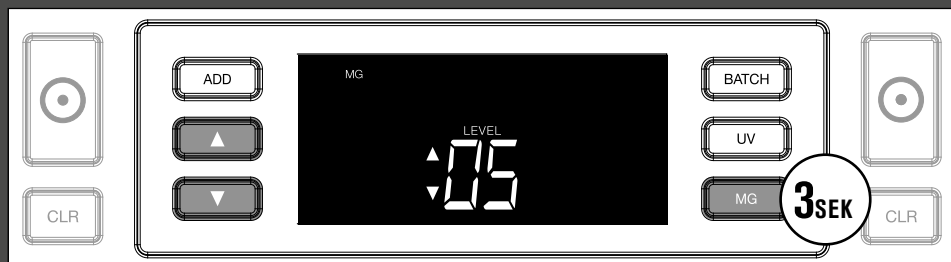 ADD
MG
BATCH
LEVEL
▲
▲ 05
▼
UV
▼
MG
3SEK
CLR
CLR